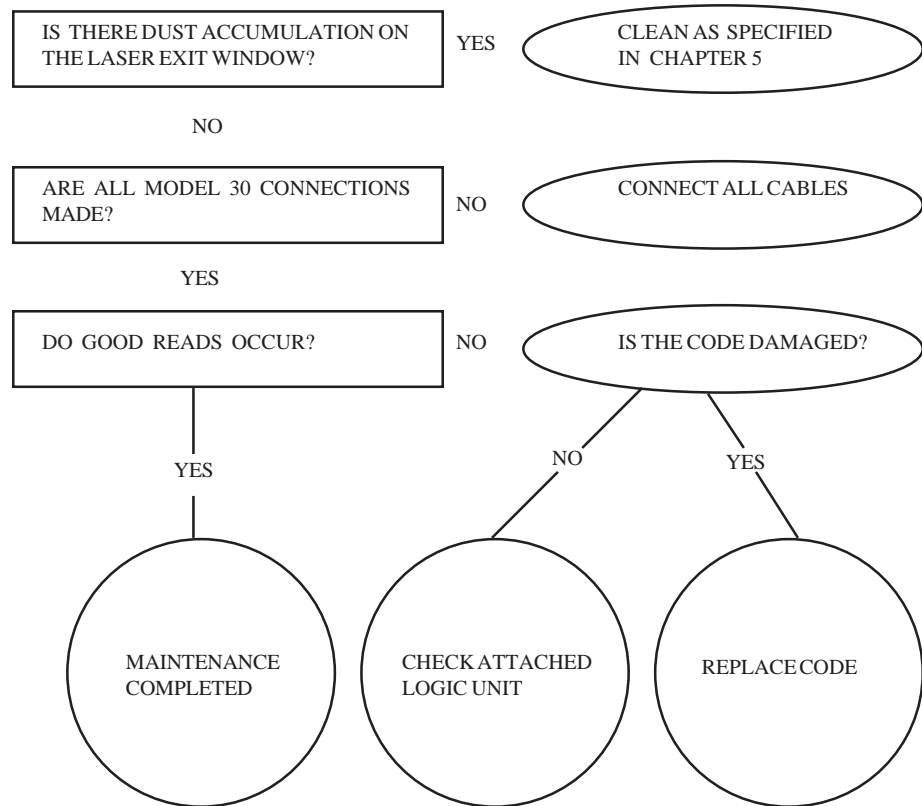 IS THERE DUST ACCUMULATION ON
THE LASER EXIT WINDOW?
YES
CLEAN AS SPECIFIED
IN CHAPTER 5
NO
ARE ALL MODEL 30 CONNECTIONS
MADE?
NO
CONNECT ALL CABLES
YES
DO GOOD READS OCCUR?
NO
IS THE CODE DAMAGED?
YES
NO
YES
MAINTENANCE
COMPLETED
CHECK ATTACHED
LOGIC UNIT
REPLACE CODE